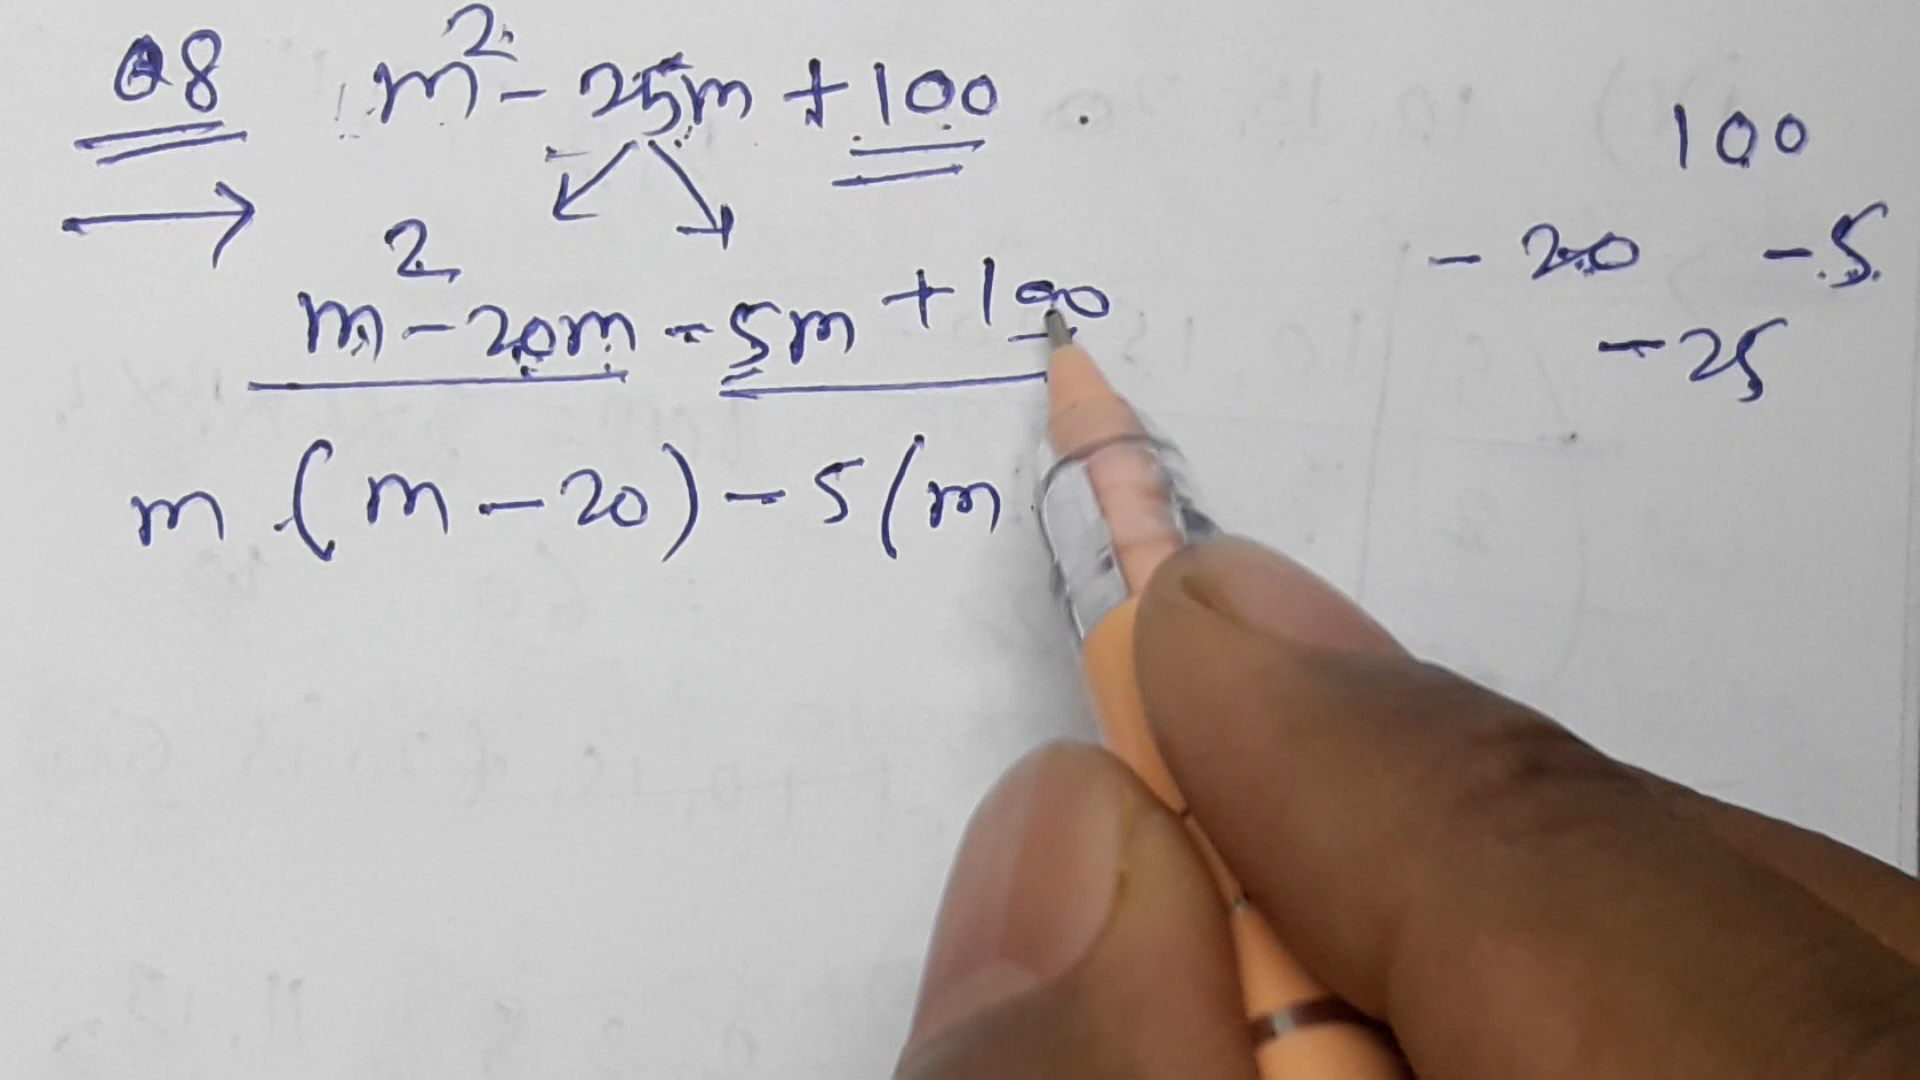 Q8 m² - 25m + 100
m² - 20m - 5m + 100
m (m - 20) - 5 (m
100
- 20 - 5
- 25